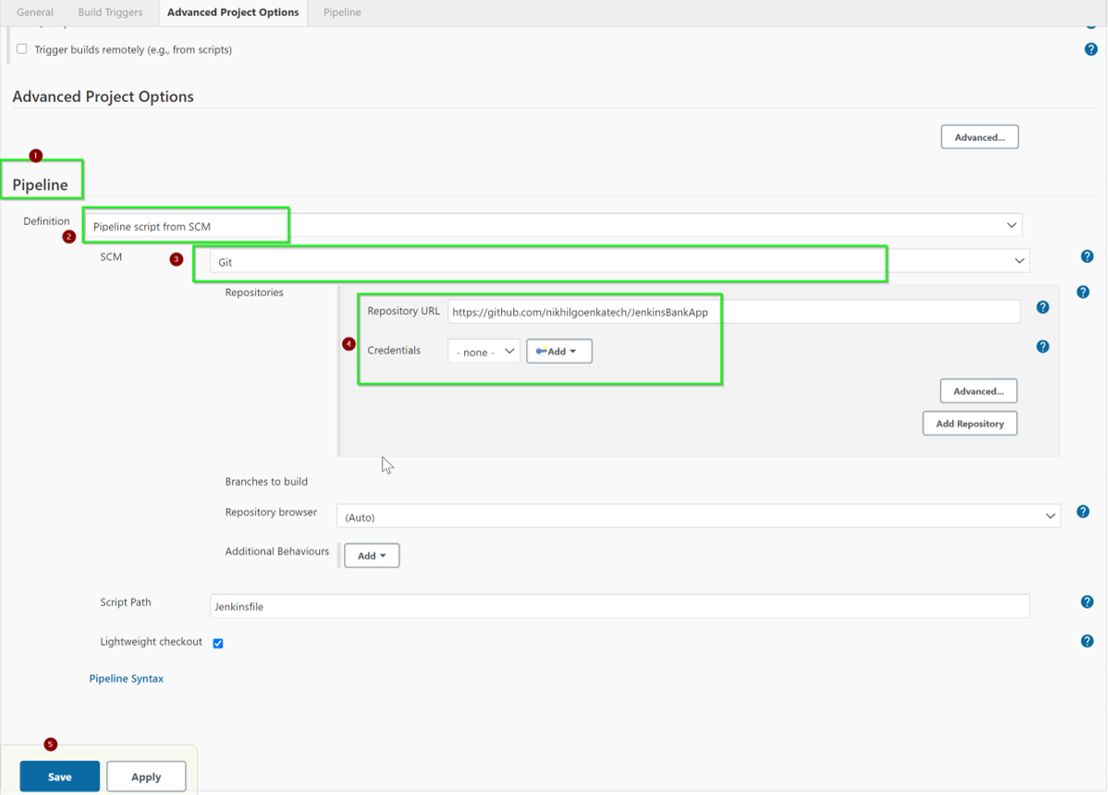 General Build Triggers Advanced Project Options Pipeline
Trigger builds remotely (e.g., from scripts)
Advanced Project Options
Advanced...
1
Pipeline
Definition
Pipeline script from SCM
2
SCM
3
Git
Repositories
Repository URL https://github.com/nikhilgoenkatech/JenkinsBankApp
4
Credentials - none - Add
Advanced...
Add Repository
Branches to build
Repository browser (Auto)
Additional Behaviours Add
Script Path Jenkinsfile
Lightweight checkout
Pipeline Syntax
5
Save Apply